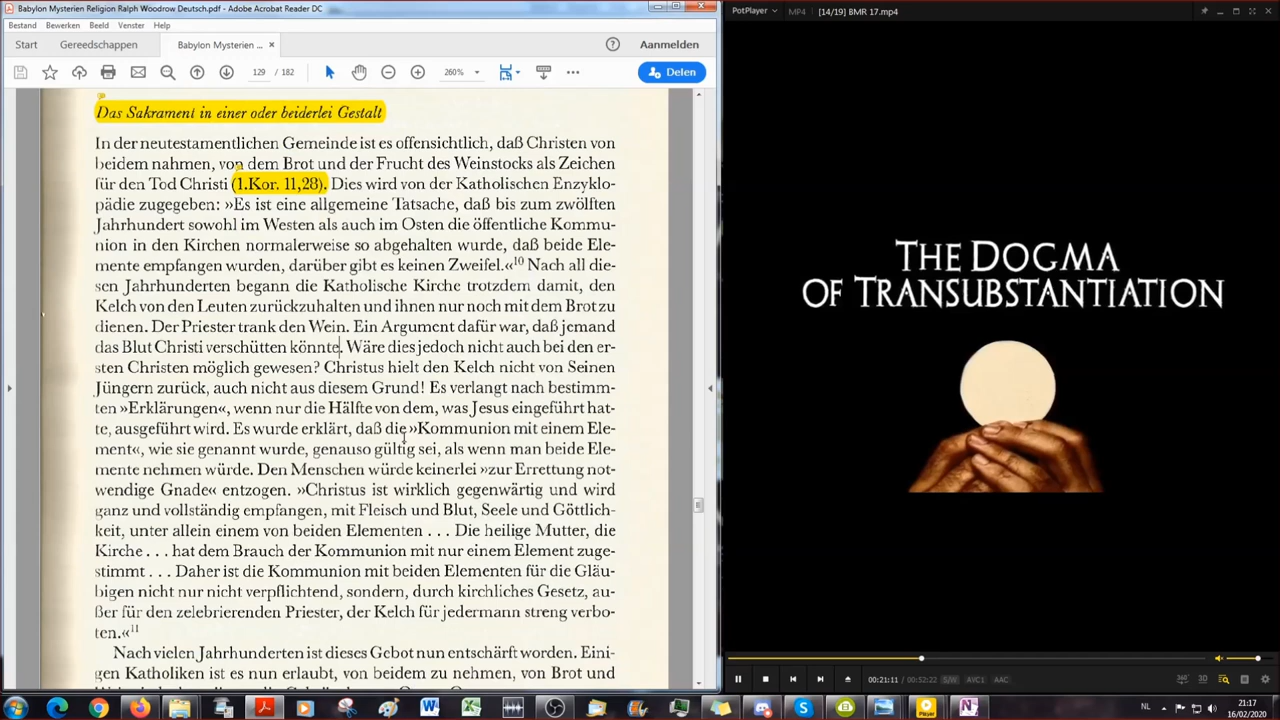 Babylon Mysterien Religion Ralph Woodrow Deutsch.pdf - Adobe Acrobat Reader DC
Bestand Bewerken Beeld Venster Help
Start Gereedschappen Babylon Mysterien ... × Aanmelden
129 / 182 260% Delen
Das Sakrament in einer oder beiderlei Gestalt
In der neutestamentlichen Gemeinde ist es offensichtlich, daß Christen von
beidem nahmen, von dem Brot und der Frucht des Weinstocks als Zeichen
für den Tod Christi (1.Kor. 11,28). Dies wird von der Katholischen Enzyklo-
pädie zugegeben: »Es ist eine allgemeine Tatsache, daß bis zum zwölften
Jahrhundert sowohl im Westen als auch im Osten die öffentliche Kommu-
nion in den Kirchen normalerweise so abgehalten wurde, daß beide Ele-
mente empfangen wurden, darüber gibt es keinen Zweifel.«10 Nach all die-
sen Jahrhunderten begann die Katholische Kirche trotzdem damit, den
Kelch von den Leuten zurückzuhalten und ihnen nur noch mit dem Brot zu
dienen. Der Priester trank den Wein. Ein Argument dafür war, daß jemand
das Blut Christi verschütten könnte. Wäre dies jedoch nicht auch bei den er-
sten Christen möglich gewesen? Christus hielt den Kelch nicht von Seinen
Jüngern zurück, auch nicht aus diesem Grund! Es verlangt nach bestimm-
ten »Erklärungen«, wenn nur die Hälfte von dem, was Jesus eingeführt hat-
te, ausgeführt wird. Es wurde erklärt, daß die »Kommunion mit einem Ele-
ment«, wie sie genannt wurde, genauso gültig sei, als wenn man beide Ele-
mente nehmen würde. Den Menschen würde keinerlei »zur Errettung not-
wendige Gnade« entzogen. »Christus ist wirklich gegenwärtig und wird
ganz und vollständig empfangen, mit Fleisch und Blut, Seele und Göttlich-
keit, unter allein einem von beiden Elementen . . . Die heilige Mutter, die
Kirche . . . hat dem Brauch der Kommunion mit nur einem Element zuge-
stimmt . . . Daher ist die Kommunion mit beiden Elementen für die Gläu-
bigen nicht nur nicht verpflichtend, sondern, durch kirchliches Gesetz, au-
ßer für den zelebrierenden Priester, der Kelch für jedermann streng verbo-
ten.«11
Nach vielen Jahrhunderten ist dieses Gebot nun entschärft worden. Eini-
gen Katholiken ist es nun erlaubt, von beidem zu nehmen, von Brot und
PotPlayer MP4 [14/19] BMR 17.mp4
THE DOGMA
OF TRANSUBSTANTIATION
00:21:11 / 00:52:22 S/W AVC1 AAC
360° 3D
NL 21:17
16/02/2020